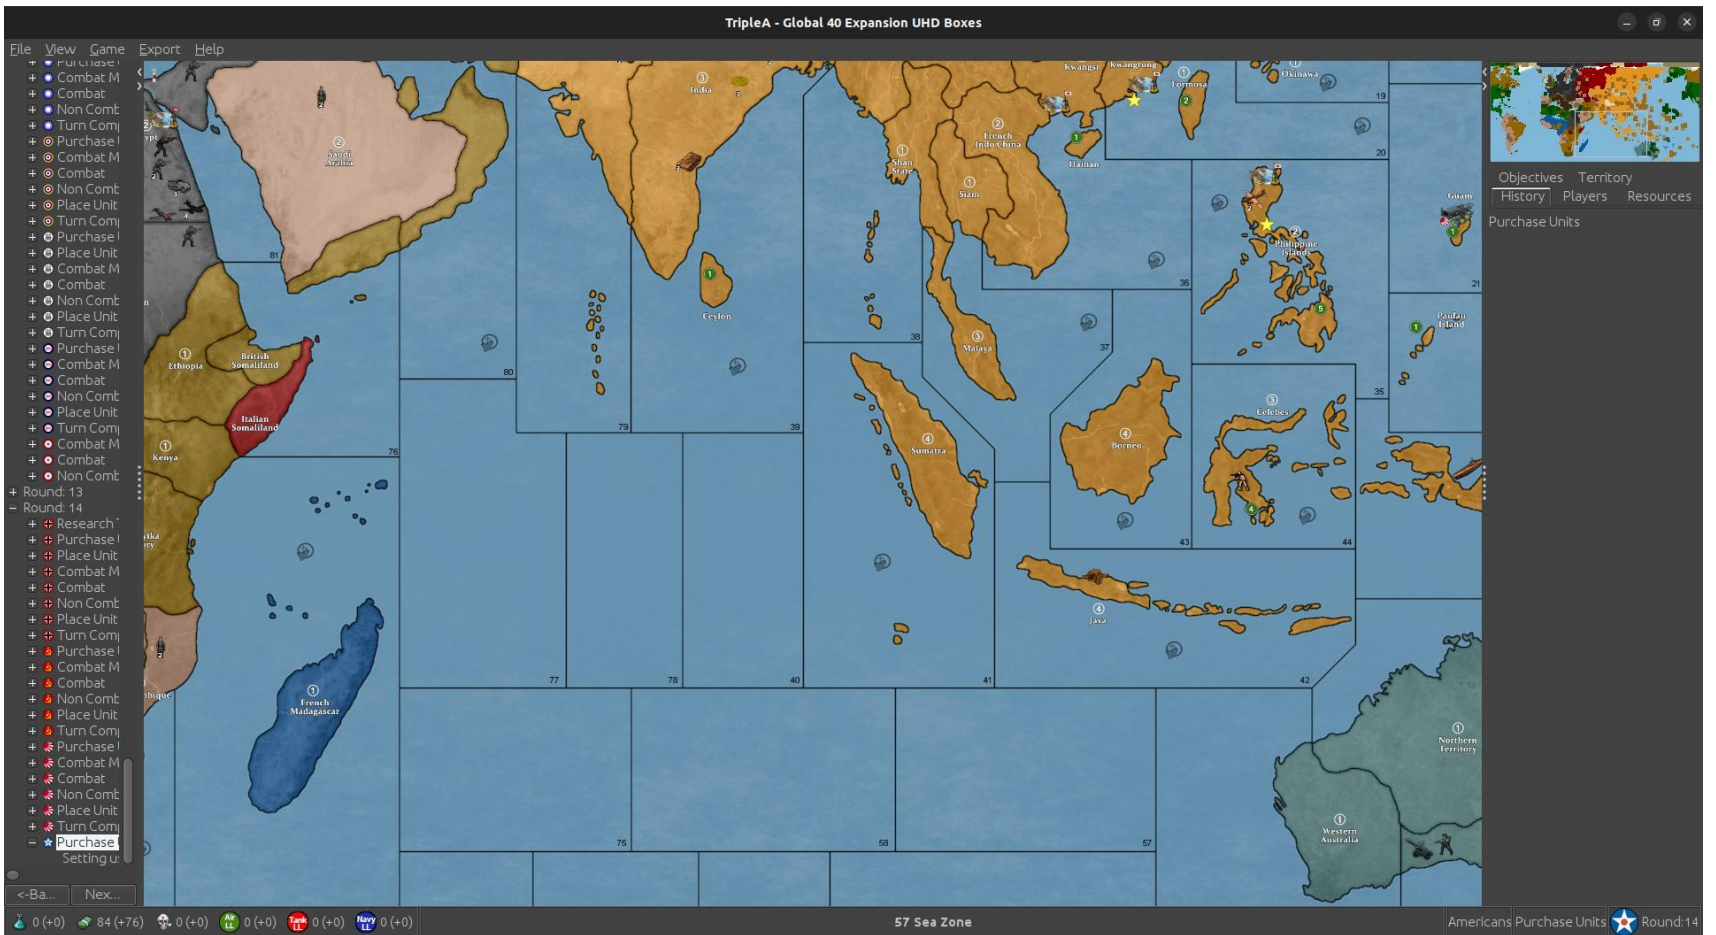 TripleA - Global 40 Expansion UHD Boxes
File View Game Export Help
Combat M
Combat
Non Comb
Turn Com
Purchase
Combat M
Combat
Non Comb
Place Unit
Turn Com
Purchase
Place Unit
Combat M
Combat
Non Comb
Place Unit
Turn Com
Purchase
Combat M
Combat
Non Comb
Place Unit
Turn Com
Combat M
Combat
Non Comb
Round: 13
Round: 14
Research
Purchase
Place Unit
Combat M
Combat
Non Comb
Place Unit
Turn Com
Purchase
Combat M
Combat
Non Comb
Place Unit
Turn Com
Purchase
Combat M
Combat
Non Comb
Place Unit
Turn Com
Purchase
Setting u
<-Ba... Nex...
Saudi
Arabia
India
Kwangsi
Kwangtung
Formosa
Okinawa
19
20
French
Indo China
Hainan
Shan
State
Siam
Guam
Philippine
Islands
21
36
81
Ceylon
Paulau
Island
Ethiopia
British
Somaliland
Italian
Somaliland
Kenya
80
38
37
Malaya
35
Celebes
79
39
76
Sumatra
Borneo
43
44
Java
77
78
40
41
42
French
Madagascar
Northern
Territory
Western
Australia
75
58
57
Objectives Territory
History Players Resources
Purchase Units
0 (+0) 84 (+76) 0 (+0) Air LL 0 (+0) Tank LL 0 (+0) Navy LL 0 (+0)
57 Sea Zone
Americans Purchase Units Round:14